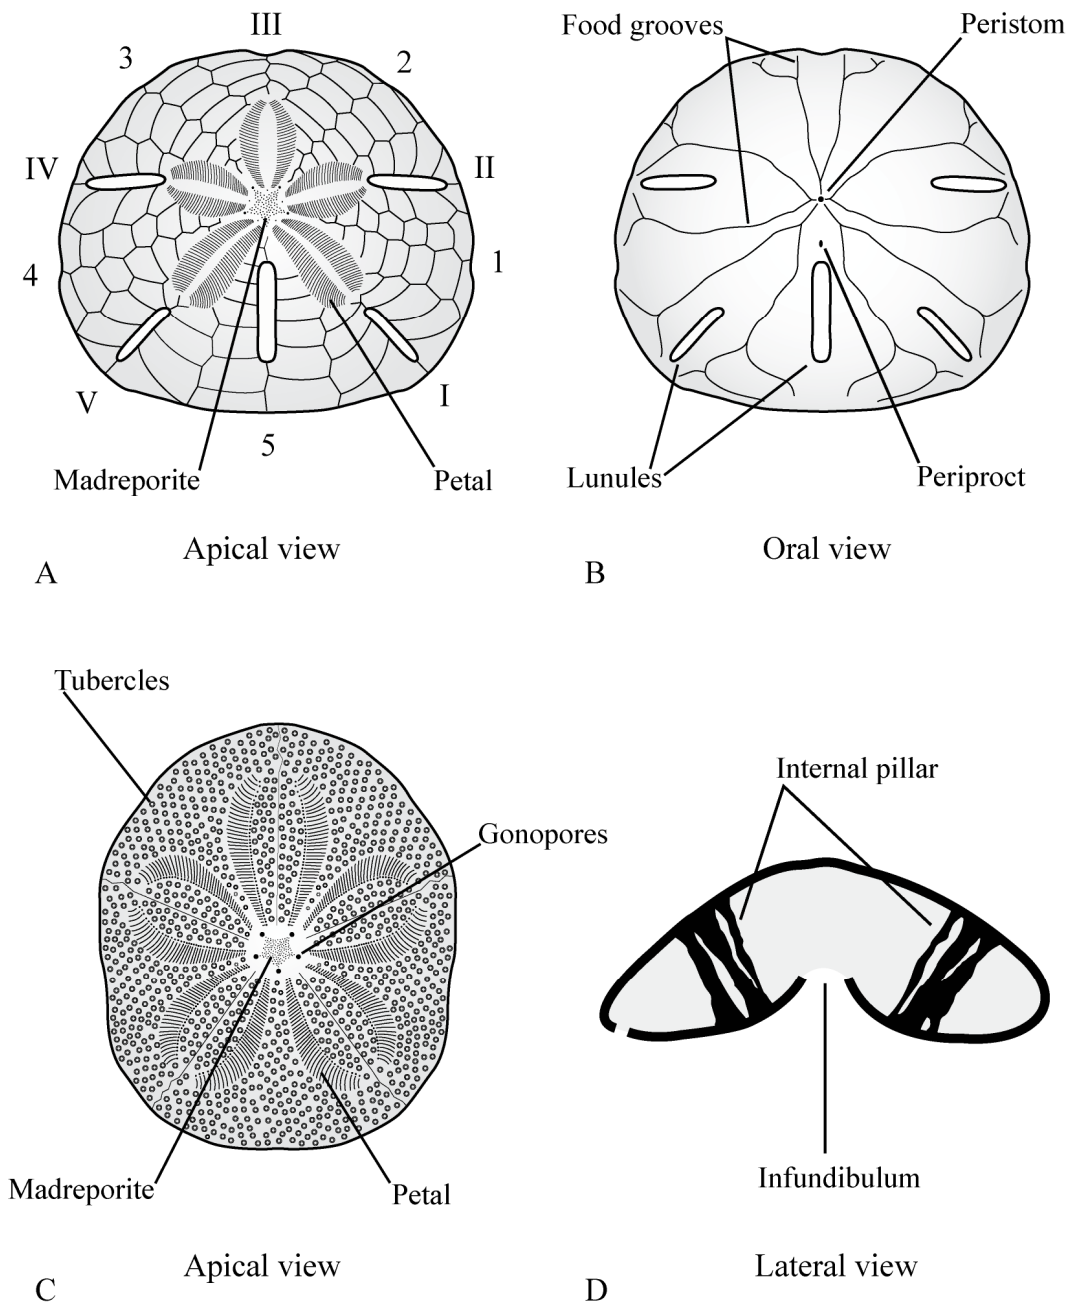 III
3
2
IV
II
4
1
V
I
5
Madreporite
Petal
Apical view
A
Food grooves
Peristom
Lunules
Periproct
Oral view
B
Tubercles
Gonopores
Madreporite
Petal
Apical view
C
Internal pillar
Infundibulum
Lateral view
D